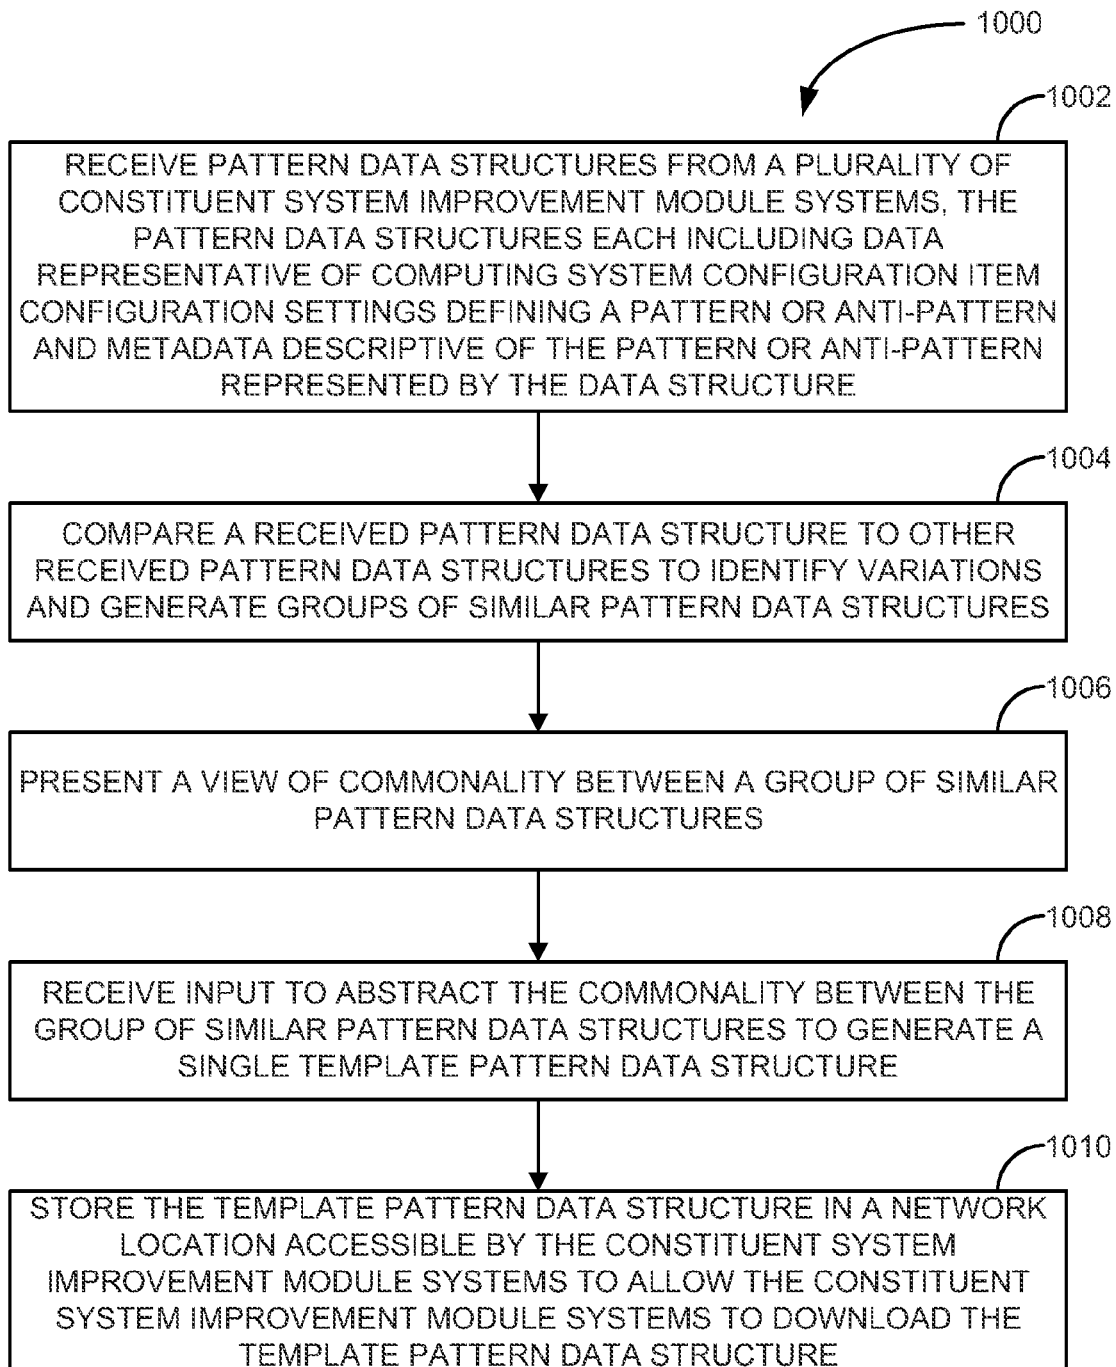 1000
1002
RECEIVE PATTERN DATA STRUCTURES FROM A PLURALITY OF
CONSTITUENT SYSTEM IMPROVEMENT MODULE SYSTEMS, THE
PATTERN DATA STRUCTURES EACH INCLUDING DATA
REPRESENTATIVE OF COMPUTING SYSTEM CONFIGURATION ITEM
CONFIGURATION SETTINGS DEFINING A PATTERN OR ANTI-PATTERN
AND METADATA DESCRIPTIVE OF THE PATTERN OR ANTI-PATTERN
REPRESENTED BY THE DATA STRUCTURE
1004
COMPARE A RECEIVED PATTERN DATA STRUCTURE TO OTHER
RECEIVED PATTERN DATA STRUCTURES TO IDENTIFY VARIATIONS
AND GENERATE GROUPS OF SIMILAR PATTERN DATA STRUCTURES
1006
PRESENT A VIEW OF COMMONALITY BETWEEN A GROUP OF SIMILAR
PATTERN DATA STRUCTURES
1008
RECEIVE INPUT TO ABSTRACT THE COMMONALITY BETWEEN THE
GROUP OF SIMILAR PATTERN DATA STRUCTURES TO GENERATE A
SINGLE TEMPLATE PATTERN DATA STRUCTURE
1010
STORE THE TEMPLATE PATTERN DATA STRUCTURE IN A NETWORK
LOCATION ACCESSIBLE BY THE CONSTITUENT SYSTEM
IMPROVEMENT MODULE SYSTEMS TO ALLOW THE CONSTITUENT
SYSTEM IMPROVEMENT MODULE SYSTEMS TO DOWNLOAD THE
TEMPLATE PATTERN DATA STRUCTURE